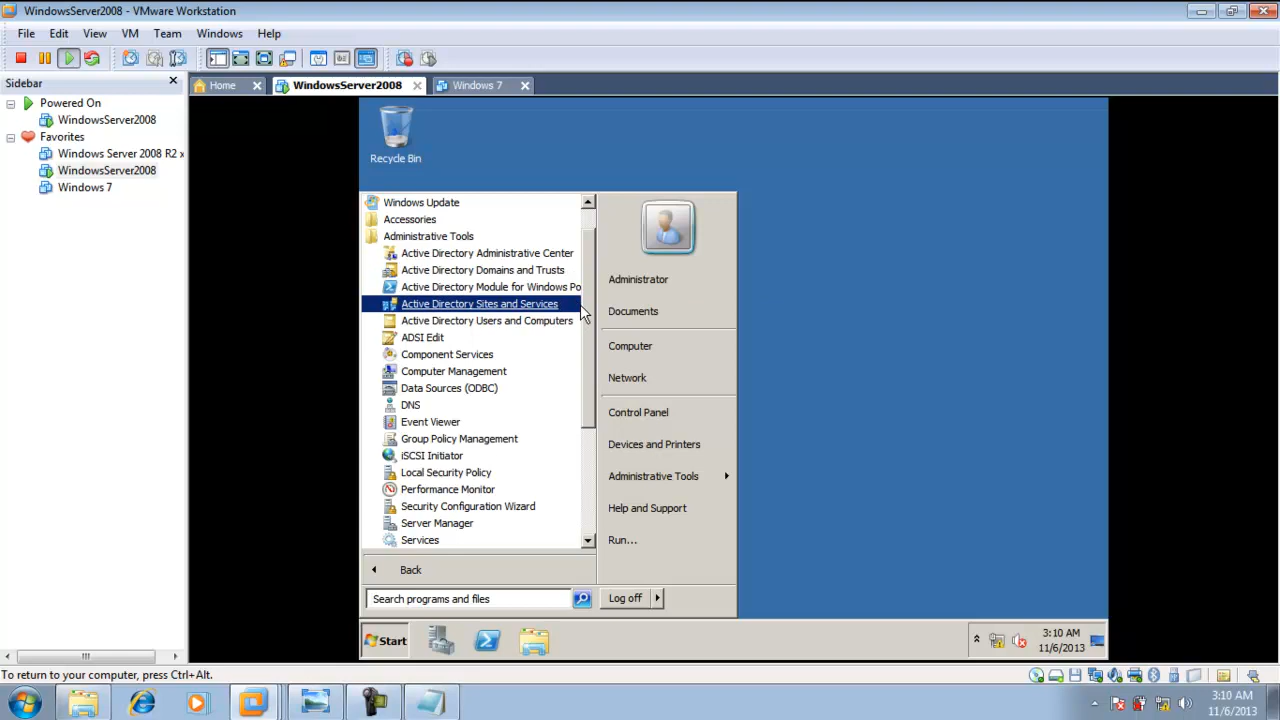 WindowsServer2008 - VMware Workstation
File Edit View VM Team Windows Help
Sidebar
Home WindowsServer2008 Windows 7
Powered On
WindowsServer2008
Favorites
Windows Server 2008 R2 x
WindowsServer2008
Windows 7
Recycle Bin
Windows Update
Accessories
Administrative Tools
Active Directory Administrative Center
Active Directory Domains and Trusts
Active Directory Module for Windows Po
Active Directory Sites and Services
Active Directory Users and Computers
ADSI Edit
Component Services
Computer Management
Data Sources (ODBC)
DNS
Event Viewer
Group Policy Management
iSCSI Initiator
Local Security Policy
Performance Monitor
Security Configuration Wizard
Server Manager
Services
Back
Search programs and files
Administrator
Documents
Computer
Network
Control Panel
Devices and Printers
Administrative Tools
Help and Support
Run...
Log off
Start
3:10 AM
11/6/2013
To return to your computer, press Ctrl+Alt.
3:10 AM
11/6/2013